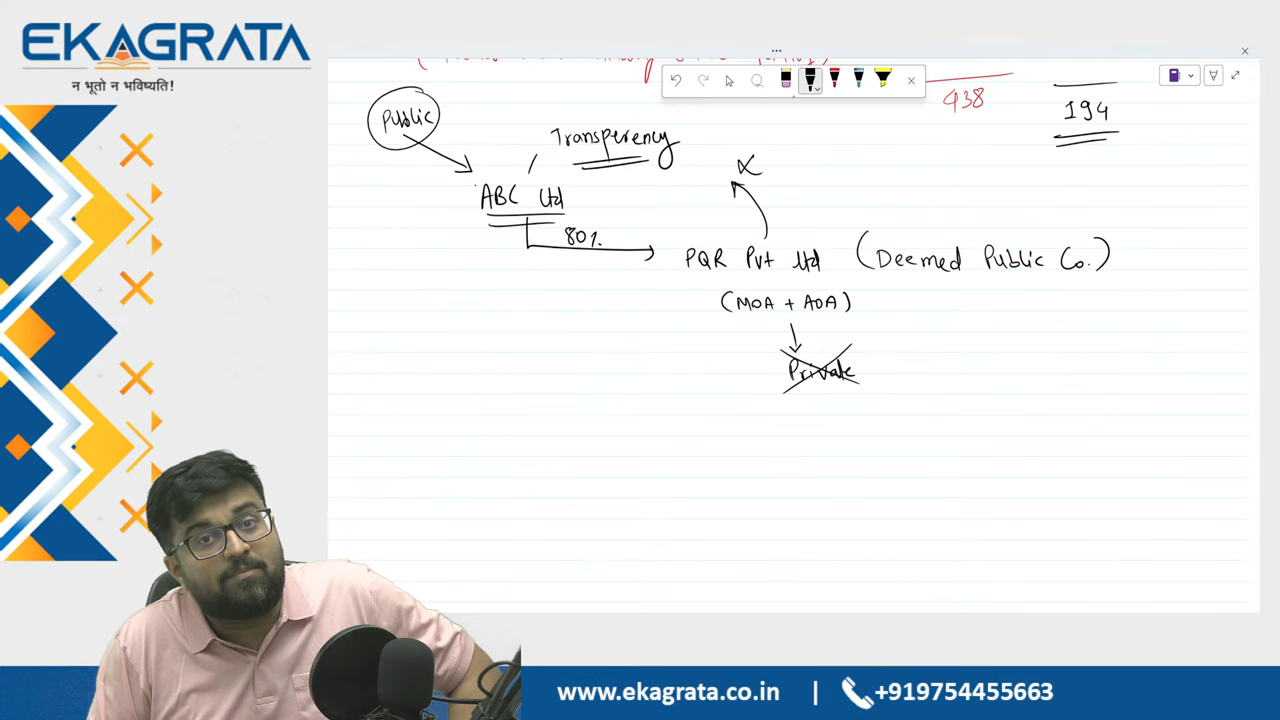 EKAGRATA
न भूतो न भविष्यति!
438
194
Public
Transperency
ABC Ltd
80%
PQR Pvt Ltd (Deemed Public Co.)
(MOA + AOA)
Private
www.ekagrata.co.in | +919754455663